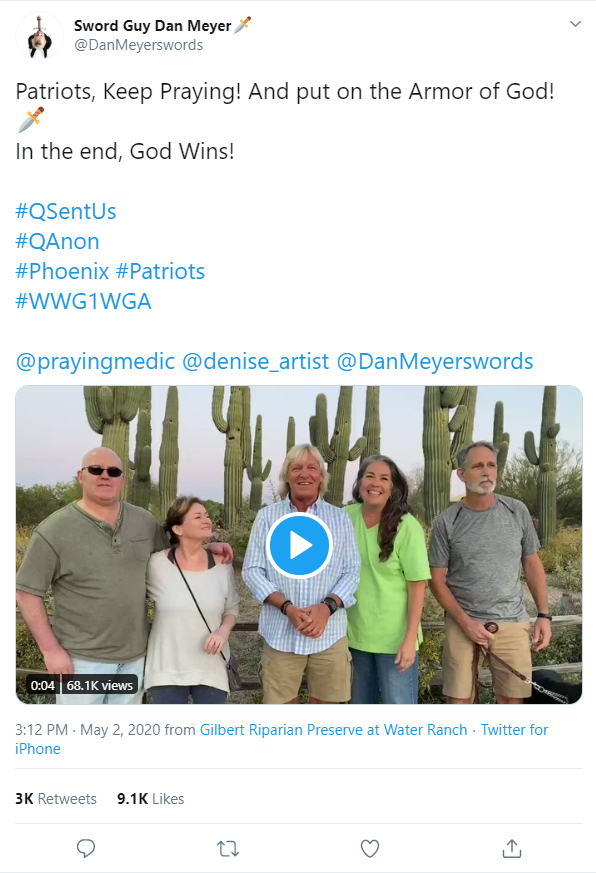 Sword Guy Dan Meyer🗡️
@DanMeyerswords
Patriots, Keep Praying! And put on the Armor of God!
🗡️
In the end, God Wins!
#QSentUs
#QAnon
#Phoenix #Patriots
#WWG1WGA
@prayingmedic @denise_artist @DanMeyerswords
0:04 | 68.1K views
3:12 PM · May 2, 2020 from Gilbert Riparian Preserve at Water Ranch · Twitter for
iPhone
3K Retweets 9.1K Likes